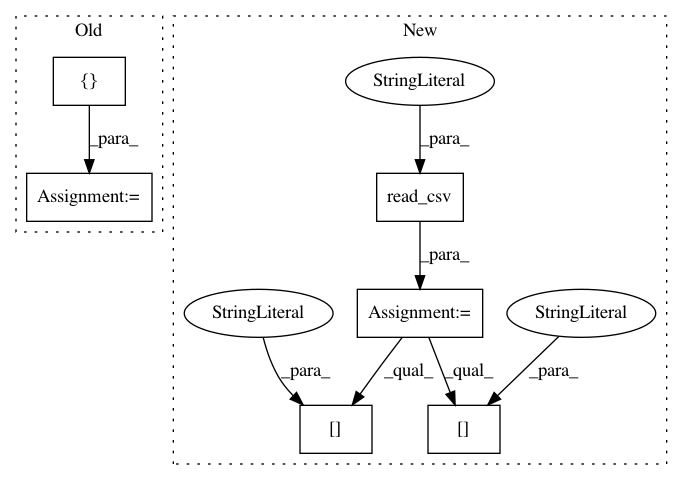 Old
New
{}
StringLiteral
_para_
_para_
Assignment:=
read_csv
_para_
StringLiteral
Assignment:=
StringLiteral
_para_
_qual_
_qual_
_para_
[]
[]